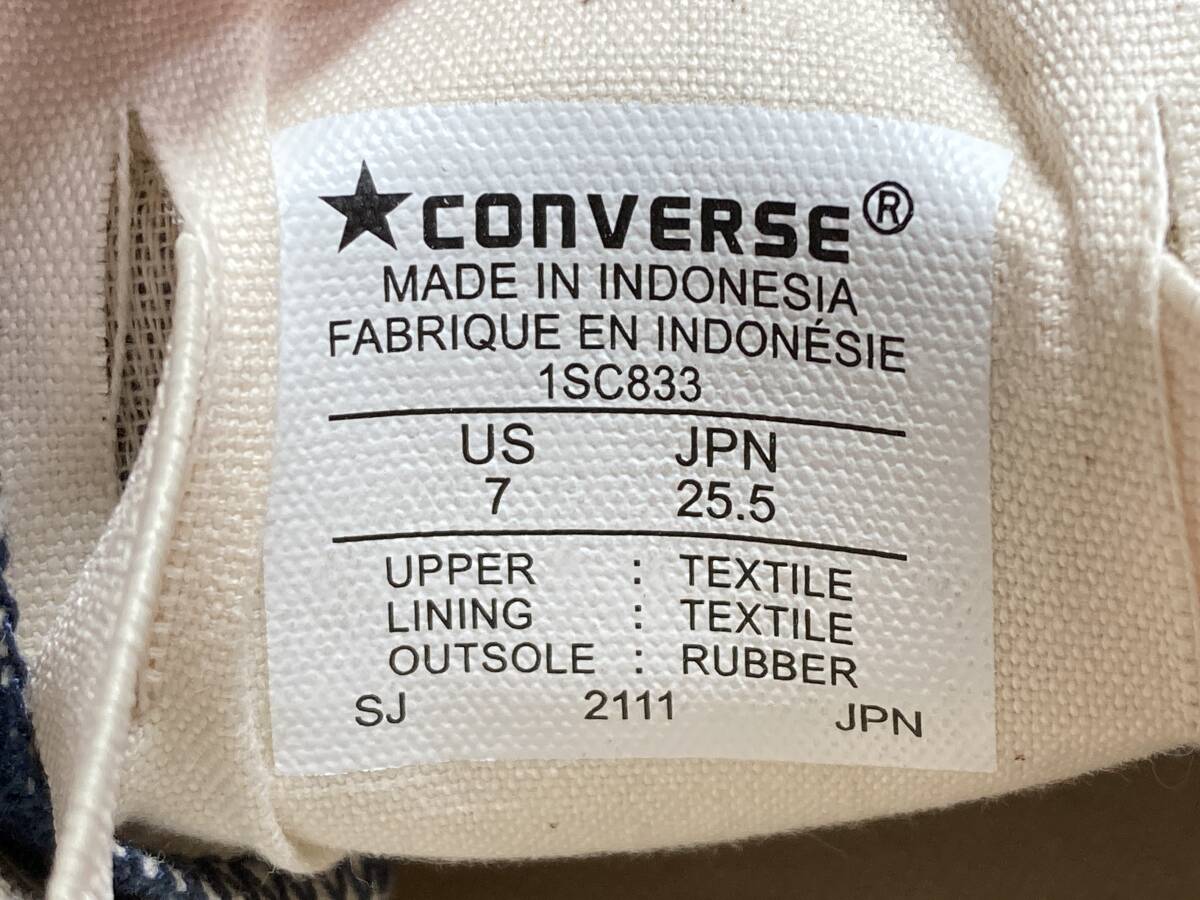 ★CONVERSE®
MADE IN INDONESIA
FABRIQUE EN INDONÉSIE
1SC833
US JPN
7 25.5
UPPER : TEXTILE
LINING : TEXTILE
OUTSOLE : RUBBER
SJ 2111 JPN